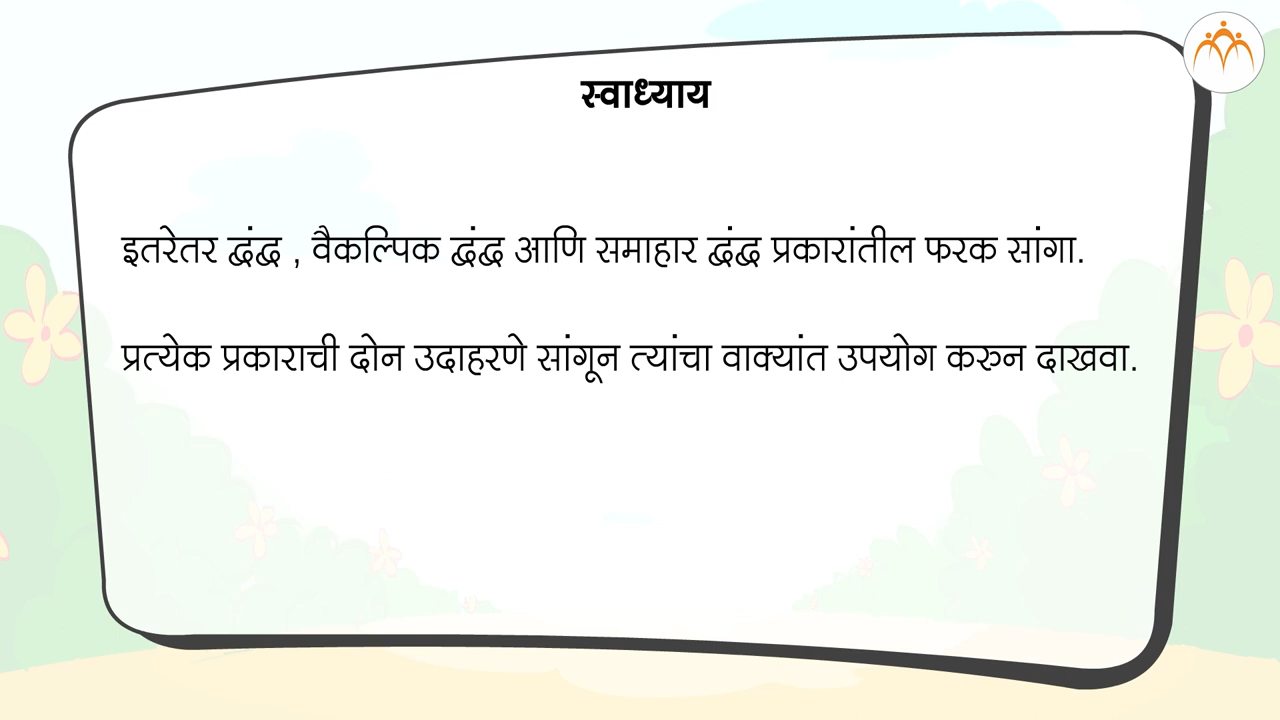 स्वाध्याय
इतरेतर द्वंद्व , वैकल्पिक द्वंद्व आणि समाहार द्वंद्व प्रकारांतील फरक सांगा.
प्रत्येक प्रकाराची दोन उदाहरणे सांगून त्यांचा वाक्यांत उपयोग करुन दाखवा.